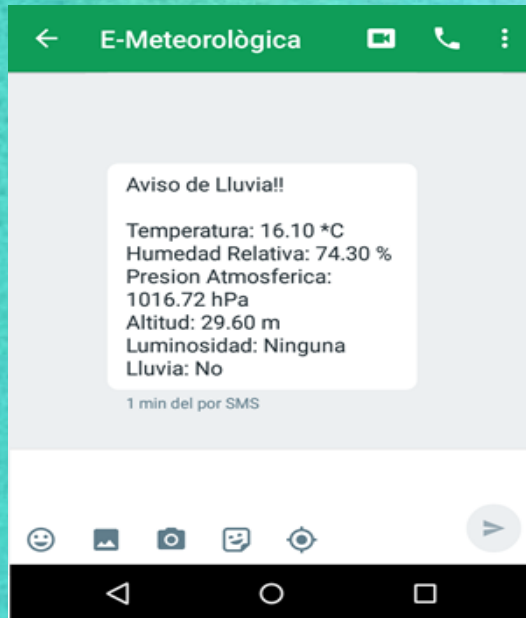 E-Meteorològica
Aviso de Lluvia!!
Temperatura: 16.10 *C
Humedad Relativa: 74.30 %
Presion Atmosferica:
1016.72 hPa
Altitud: 29.60 m
Luminosidad: Ninguna
Lluvia: No
1 min del por SMS